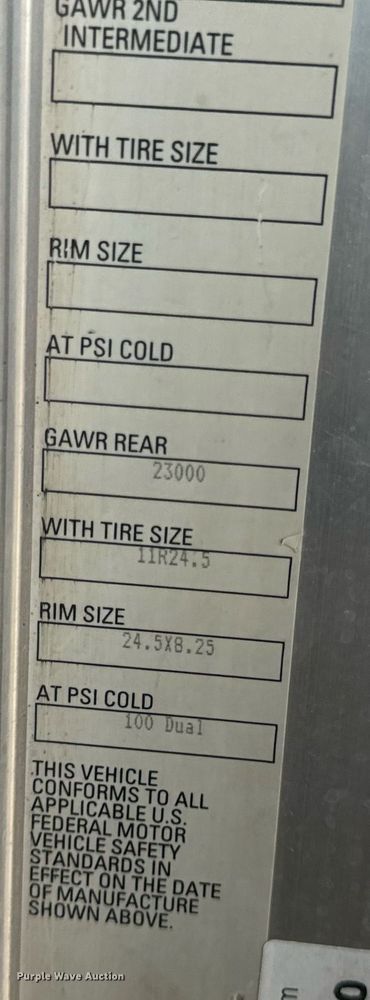 GAWR 2ND
INTERMEDIATE
WITH TIRE SIZE
RIM SIZE
AT PSI COLD
GAWR REAR
23000
WITH TIRE SIZE
11R24.5
RIM SIZE
24.5X8.25
AT PSI COLD
100 Dual
THIS VEHICLE
CONFORMS TO ALL
APPLICABLE U.S.
FEDERAL MOTOR
VEHICLE SAFETY
STANDARDS IN
EFFECT ON THE DATE
OF MANUFACTURE
SHOWN ABOVE.
Purple Wave Auction